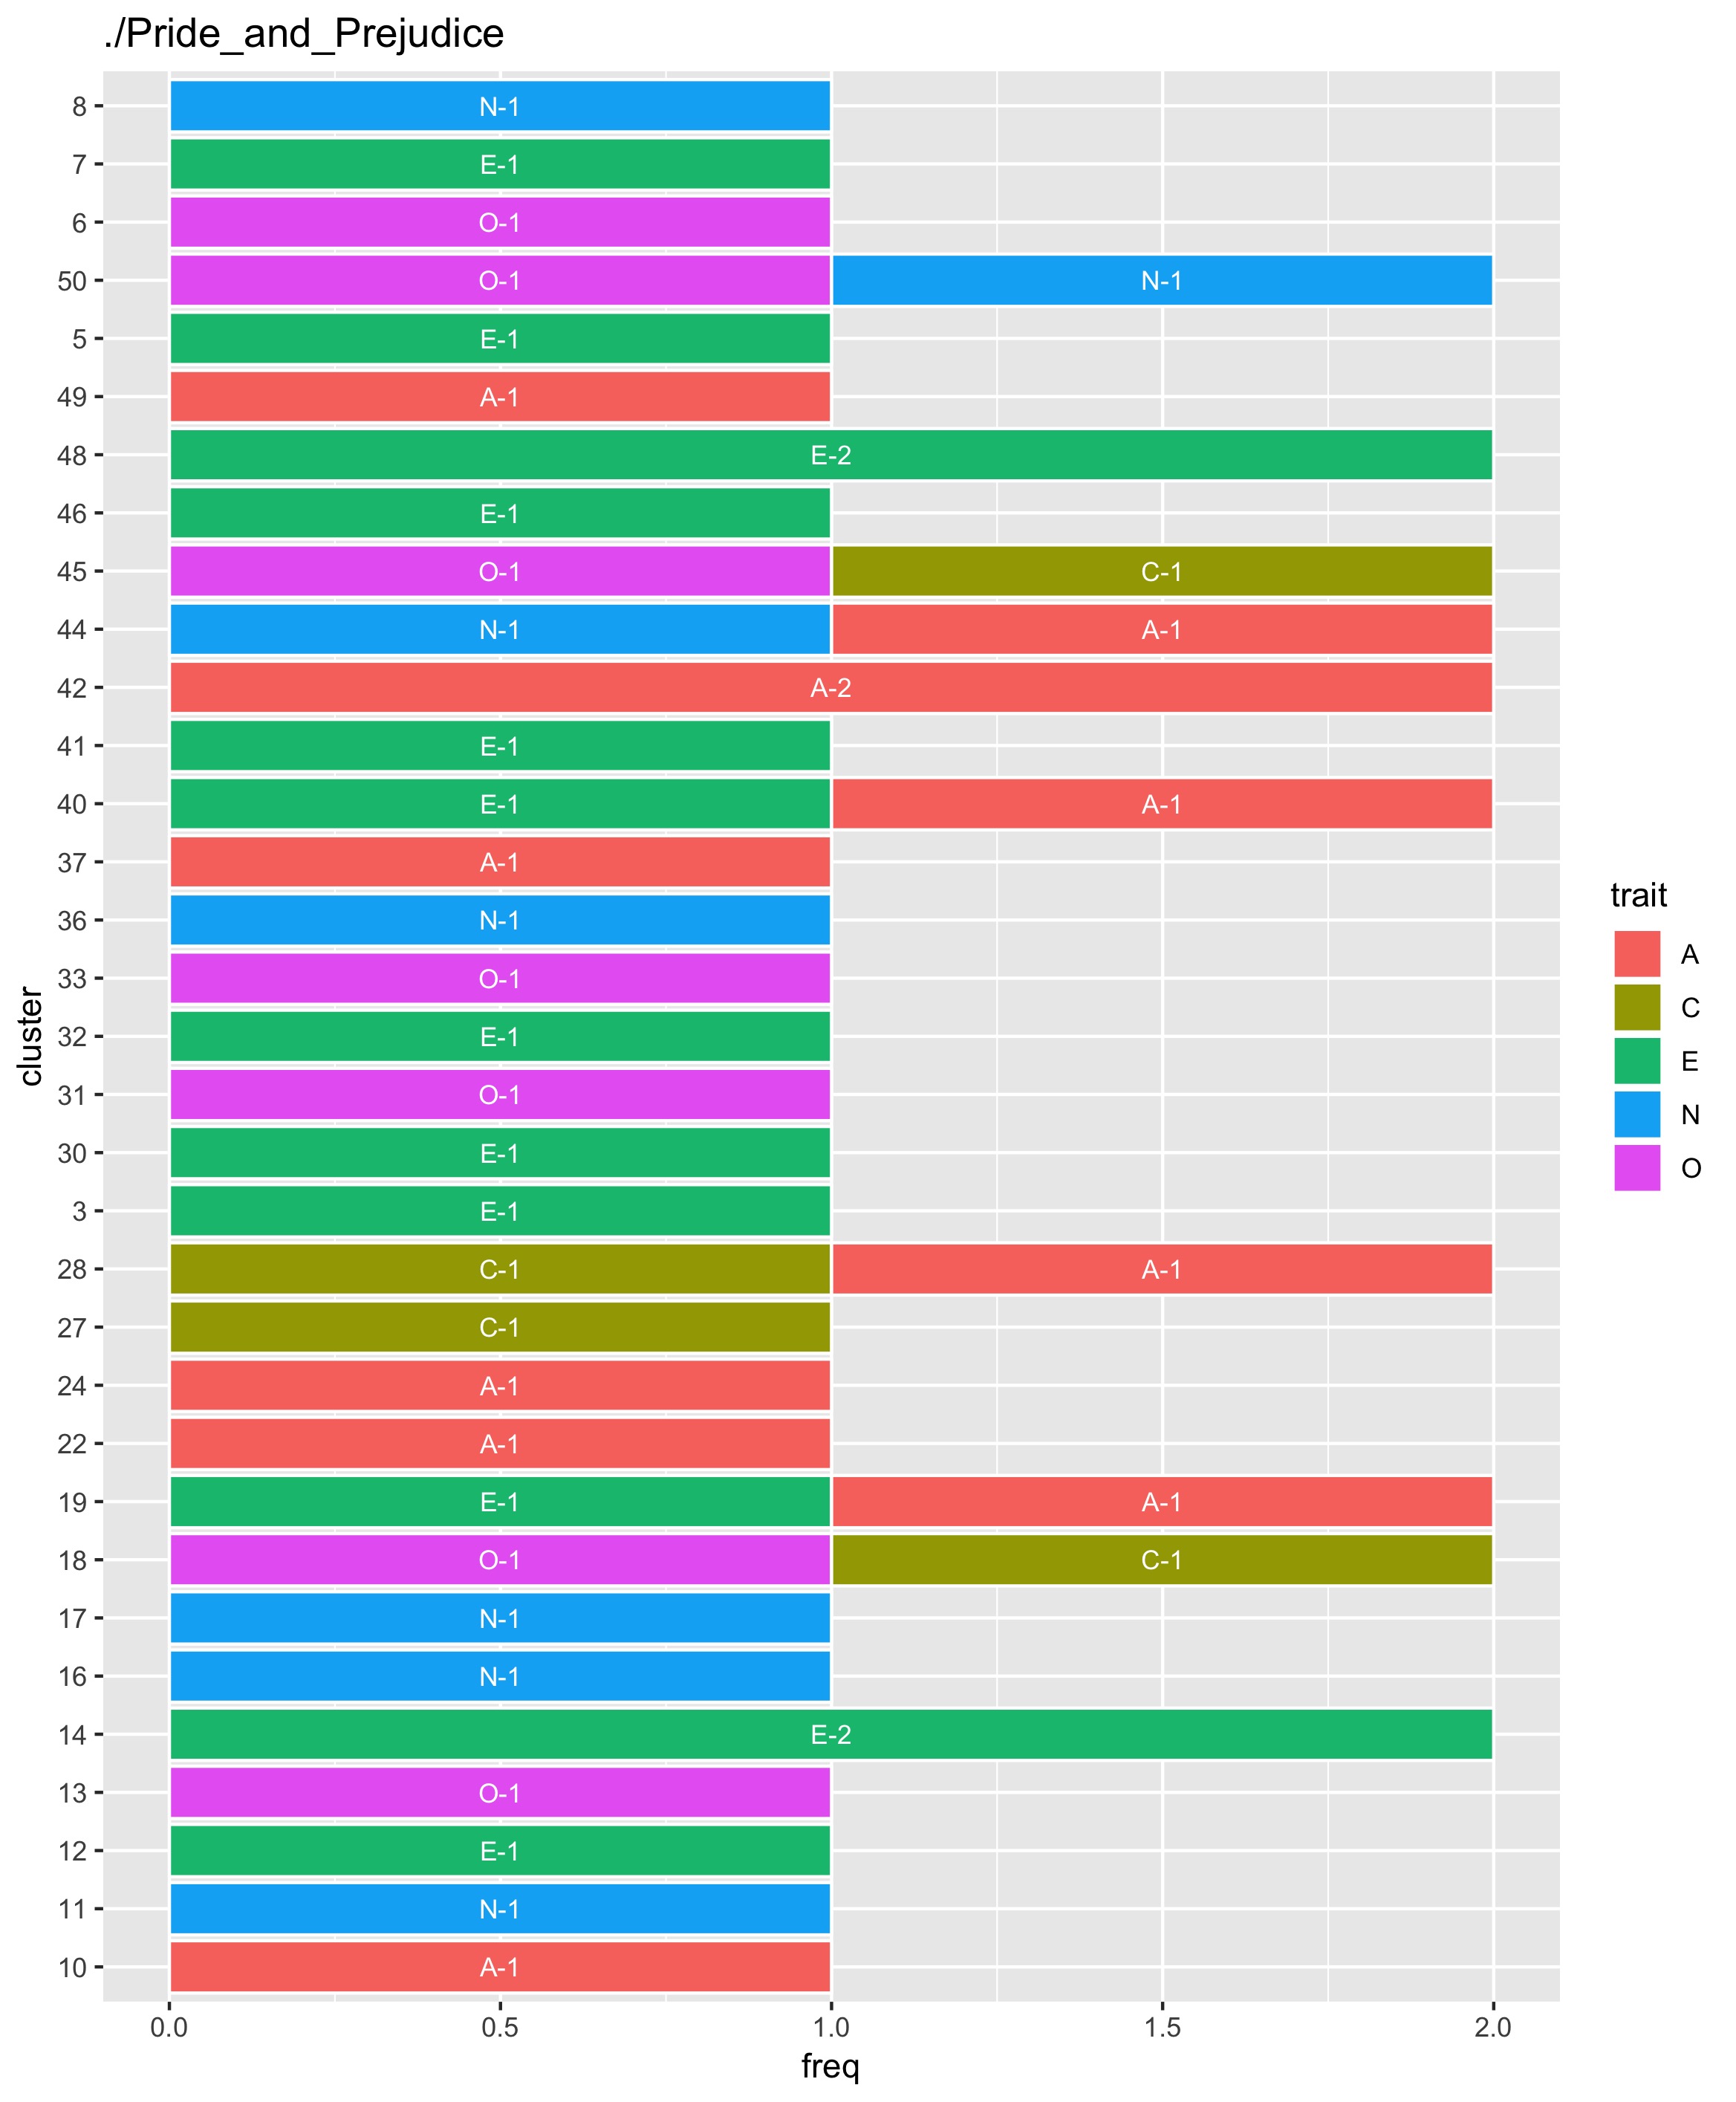 ./Pride_and_Prejudice
8 N-1
7 E-1
6 O-1
50 O-1 N-1
5 E-1
49 A-1
48 E-2
46 E-1
45 O-1 C-1
44 N-1 A-1
42 A-2
41 E-1
40 E-1 A-1
37 A-1
36 N-1
33 O-1
32 E-1
31 O-1
30 E-1
3 E-1
28 C-1 A-1
27 C-1
24 A-1
22 A-1
19 E-1 A-1
18 O-1 C-1
17 N-1
16 N-1
14 E-2
13 O-1
12 E-1
11 N-1
10 A-1
0.0 0.5 1.0 1.5 2.0
freq
cluster
trait
A
C
E
N
O